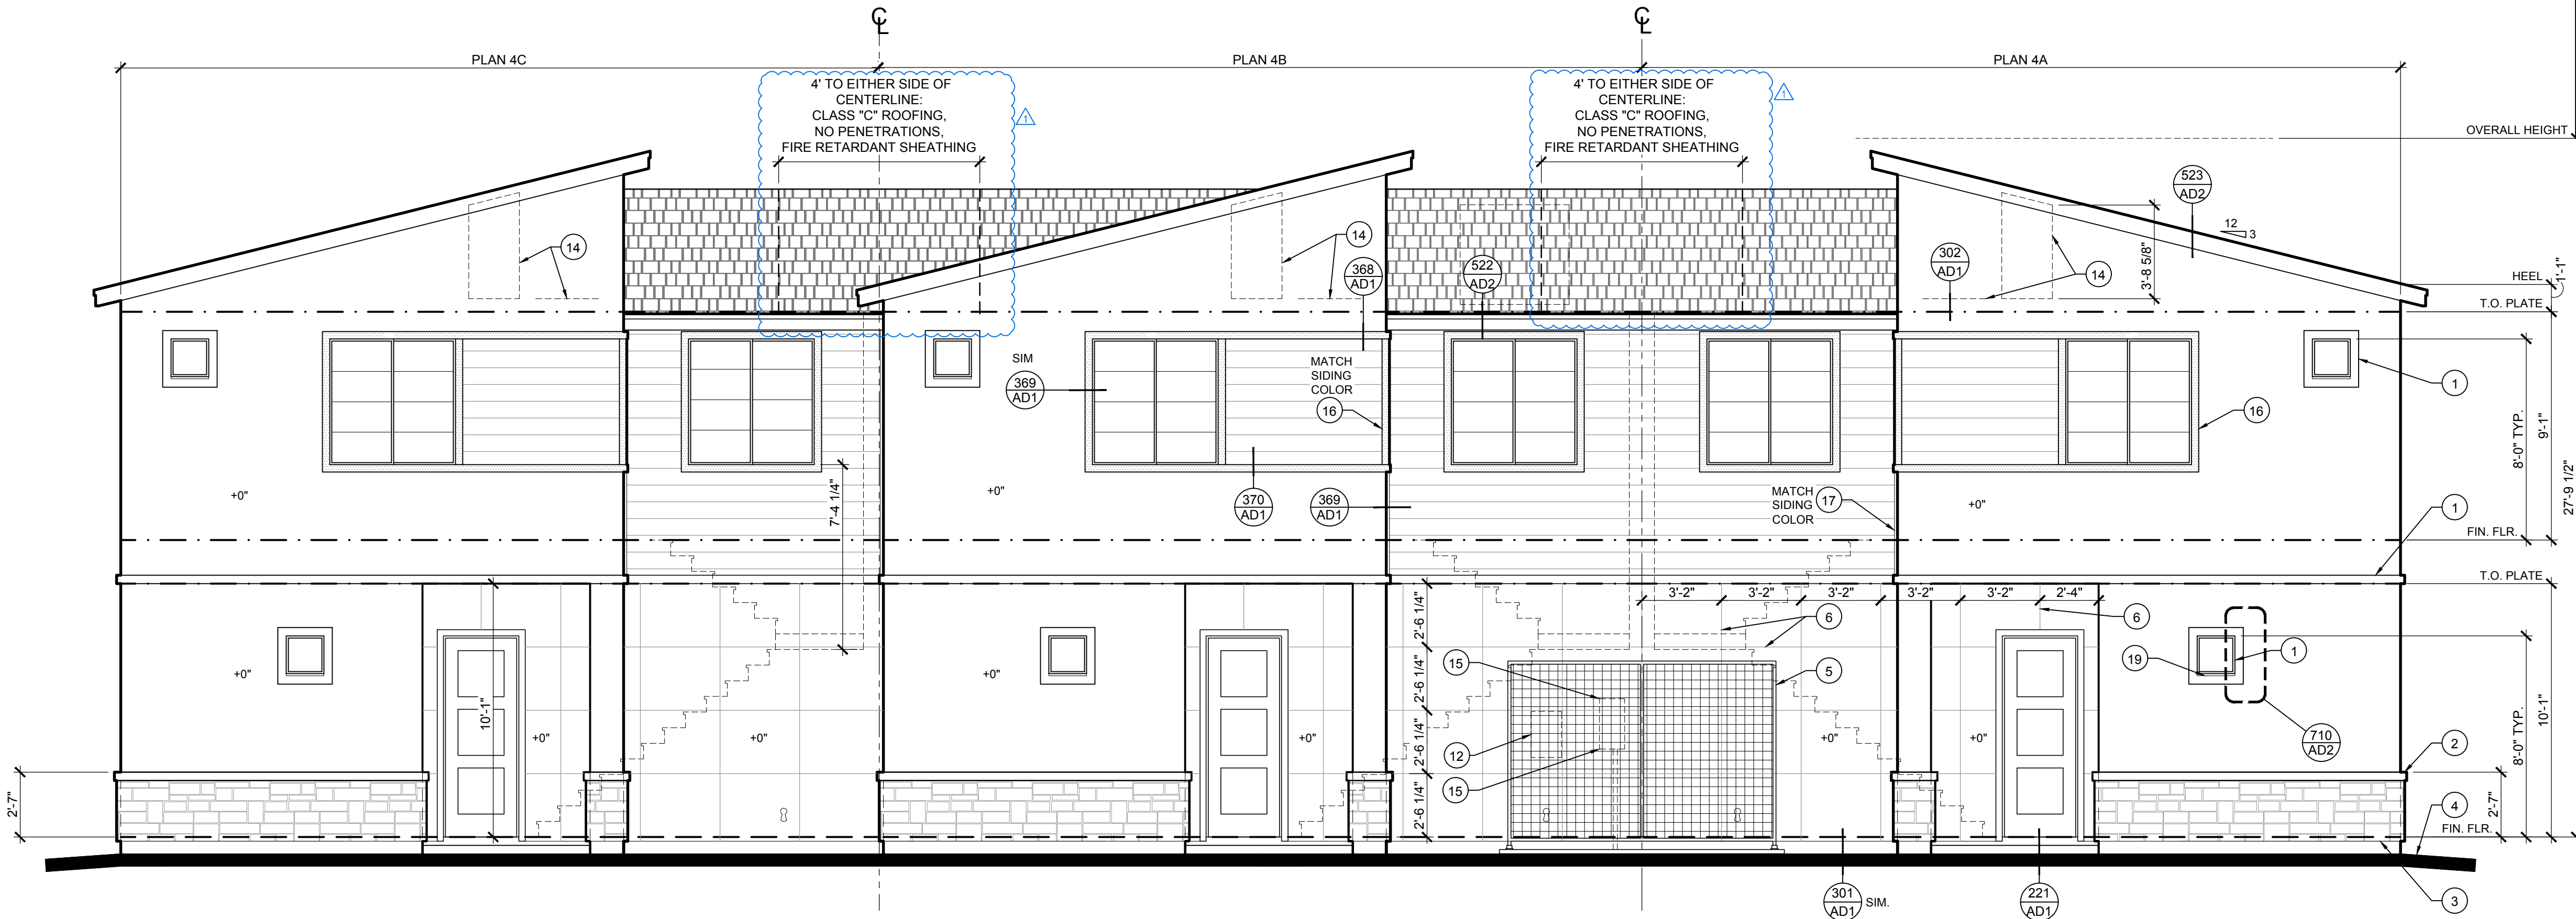 CL
CL
PLAN 4C
PLAN 4B
PLAN 4A
4' TO EITHER SIDE OF
CENTERLINE:
CLASS "C" ROOFING,
NO PENETRATIONS,
FIRE RETARDANT SHEATHING
1
4' TO EITHER SIDE OF
CENTERLINE:
CLASS "C" ROOFING,
NO PENETRATIONS,
FIRE RETARDANT SHEATHING
1
OVERALL HEIGHT
523
AD2
12
3
14
14
368
AD1
522
AD2
302
AD1
14
3'-8 5/8"
HEEL
1'-1"
T.O. PLATE
SIM
369
AD1
MATCH
SIDING
COLOR
16
1
16
8'-0" TYP.
9'-1"
27'-9 1/2"
+0"
+0"
7'-4 1/4"
370
AD1
369
AD1
MATCH
SIDING
COLOR
17
+0"
1
FIN. FLR.
T.O. PLATE
3'-2"
3'-2"
3'-2"
3'-2"
3'-2"
2'-4"
2'-6 1/4"
2'-6 1/4"
2'-6 1/4"
2'-6 1/4"
6
6
+0"
+0"
15
5
19
1
10'-1"
+0"
+0"
+0"
12
15
+0"
+0"
710
AD2
8'-0" TYP.
10'-1"
2
2'-7"
2'-7"
4
FIN. FLR.
3
301
AD1
SIM.
221
AD1